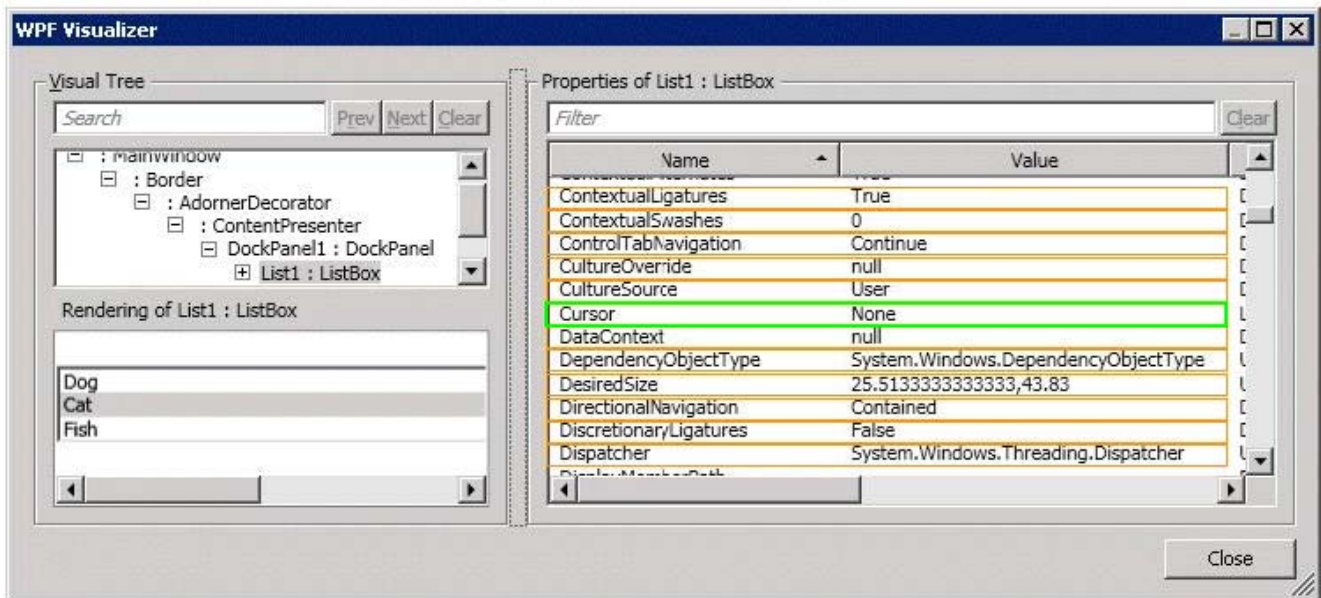 WPF Visualizer
Visual Tree
Search Prev Next Clear
: MainWindow
: Border
: AdornerDecorator
: ContentPresenter
DockPanel1 : DockPanel
List1 : ListBox
Rendering of List1 : ListBox
Dog
Cat
Fish
Properties of List1 : ListBox
Filter Clear
Name Value
ContextualLigatures True
ContextualSwashes 0
ControlTabNavigation Continue
CultureOverride null
CultureSource User
Cursor None
DataContext null
DependencyObjectType System.Windows.DependencyObjectType
DesiredSize 25.5133333333333,43.83
DirectionalNavigation Contained
DiscretionaryLigatures False
Dispatcher System.Windows.Threading.Dispatcher
Close